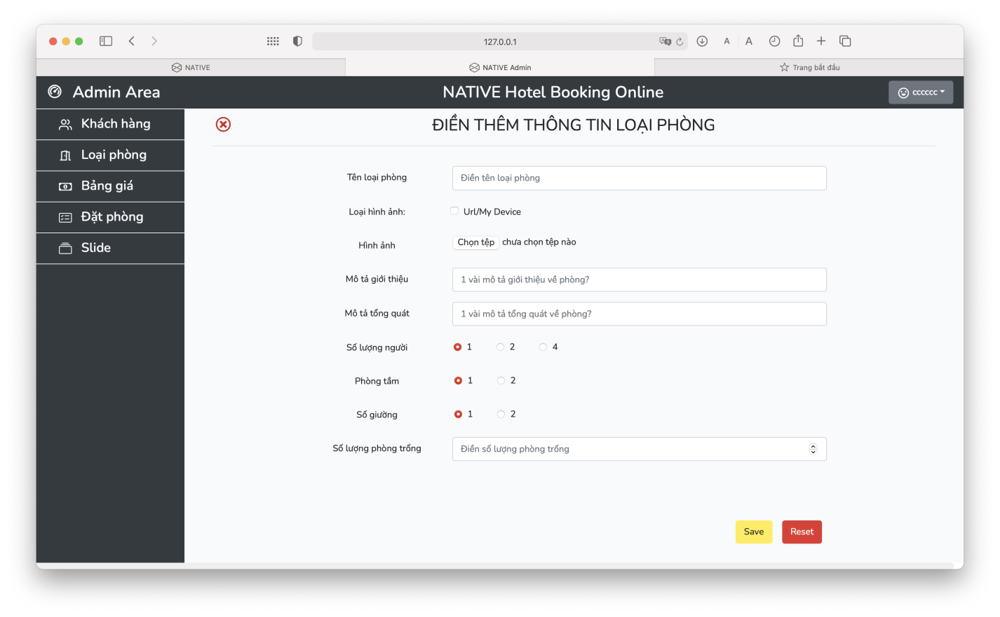 127.0.0.1
A A
NATIVE
NATIVE Admin
Trang bắt đầu
Admin Area
NATIVE Hotel Booking Online
cccccc
Khách hàng
Loại phòng
Bảng giá
Đặt phòng
Slide
ĐIỀN THÊM THÔNG TIN LOẠI PHÒNG
Tên loại phòng
Điền tên loại phòng
Loại hình ảnh:
Url/My Device
Hình ảnh
Chọn tệp chưa chọn tệp nào
Mô tả giới thiệu
1 vài mô tả giới thiệu về phòng?
Mô tả tổng quát
1 vài mô tả tổng quát về phòng?
Số lượng người
1 2 4
Phòng tắm
1 2
Số giường
1 2
Số lượng phòng trống
Điền số lượng phòng trống
Save
Reset